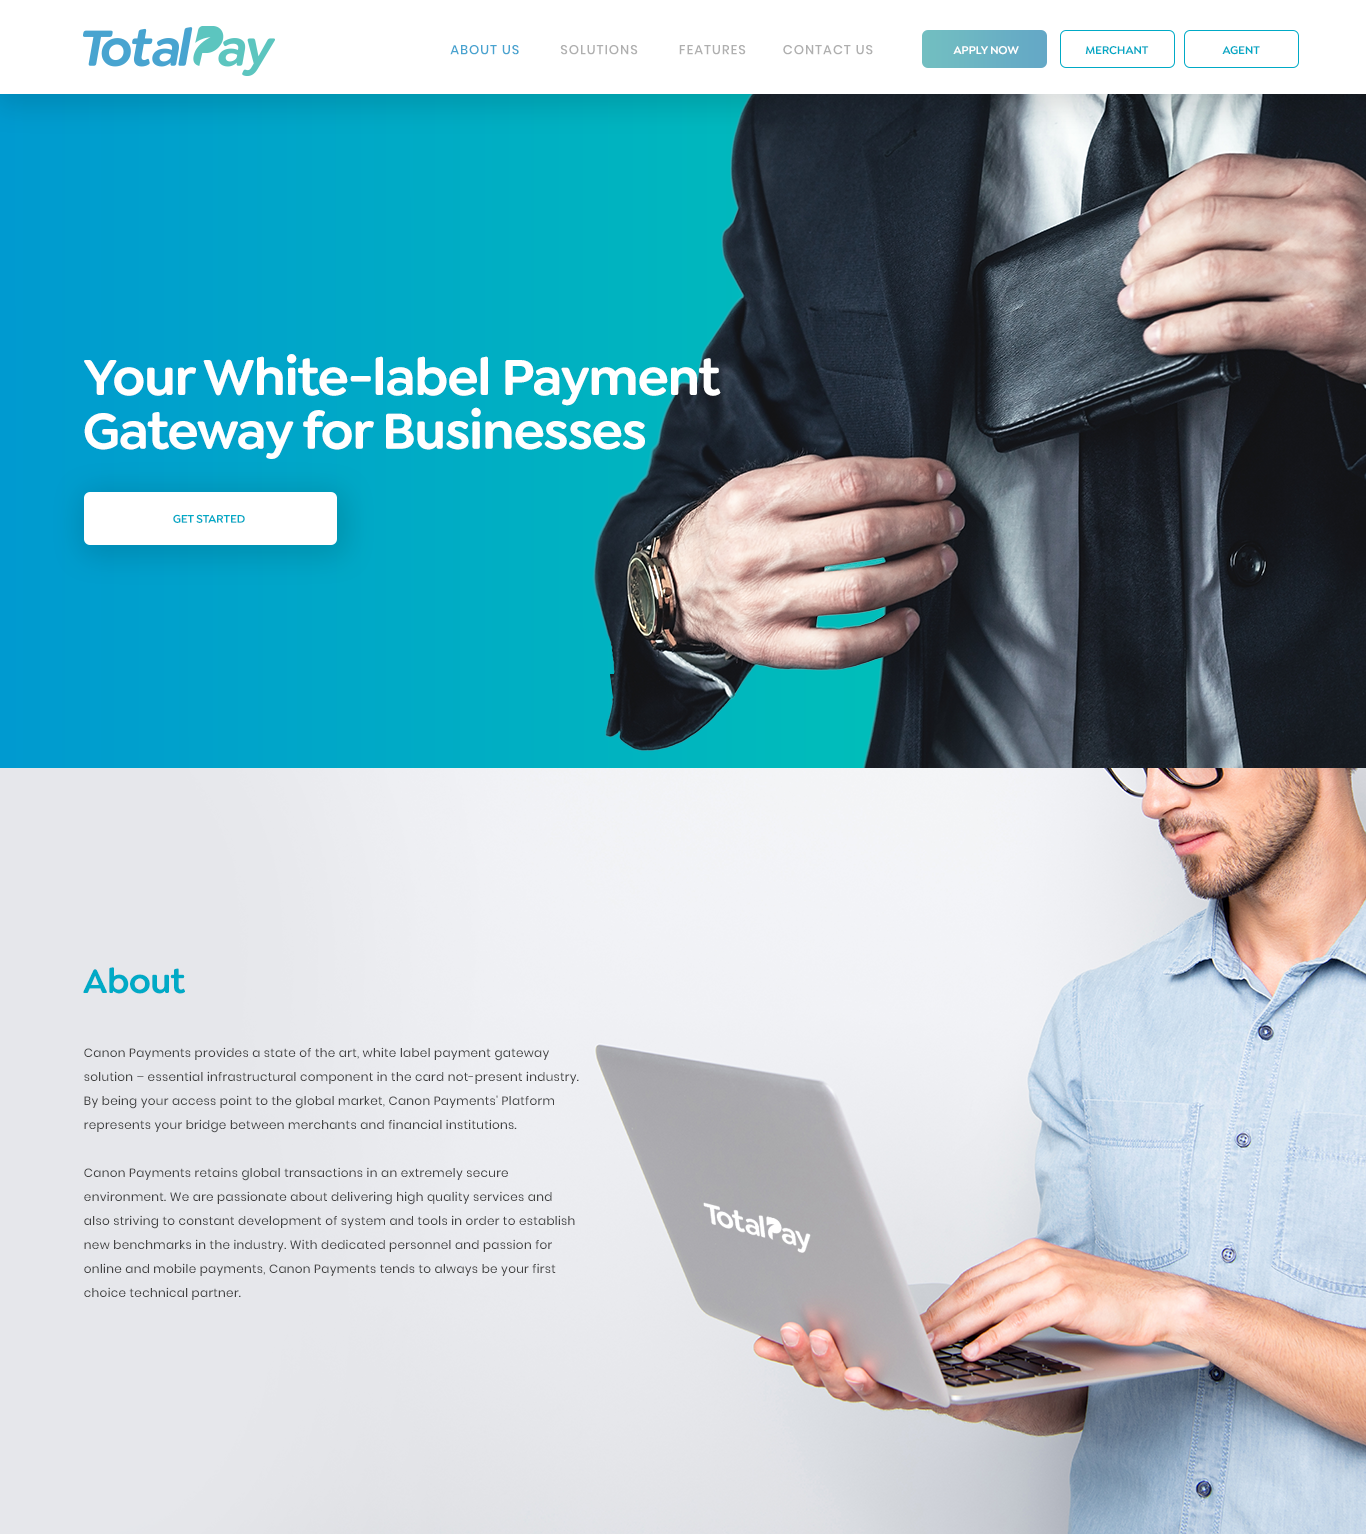 TotalPay
ABOUT US
SOLUTIONS
FEATURES
CONTACT US
APPLY NOW
MERCHANT
AGENT
Your White-label Payment
Gateway for Businesses
GET STARTED
About
Canon Payments provides a state of the art, white label payment gateway
solution – essential infrastructural component in the card not-present industry.
By being your access point to the global market, Canon Payments' Platform
represents your bridge between merchants and financial institutions.
Canon Payments retains global transactions in an extremely secure
environment. We are passionate about delivering high quality services and
also striving to constant development of system and tools in order to establish
new benchmarks in the industry. With dedicated personnel and passion for
online and mobile payments, Canon Payments tends to always be your first
choice technical partner.
TotalPay